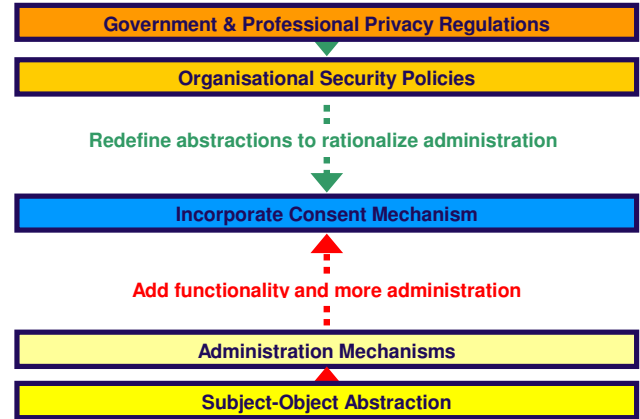 Government & Professional Privacy Regulations
Organisational Security Policies
Redefine abstractions to rationalize administration
Incorporate Consent Mechanism
Add functionality and more administration
Administration Mechanisms
Subject-Object Abstraction